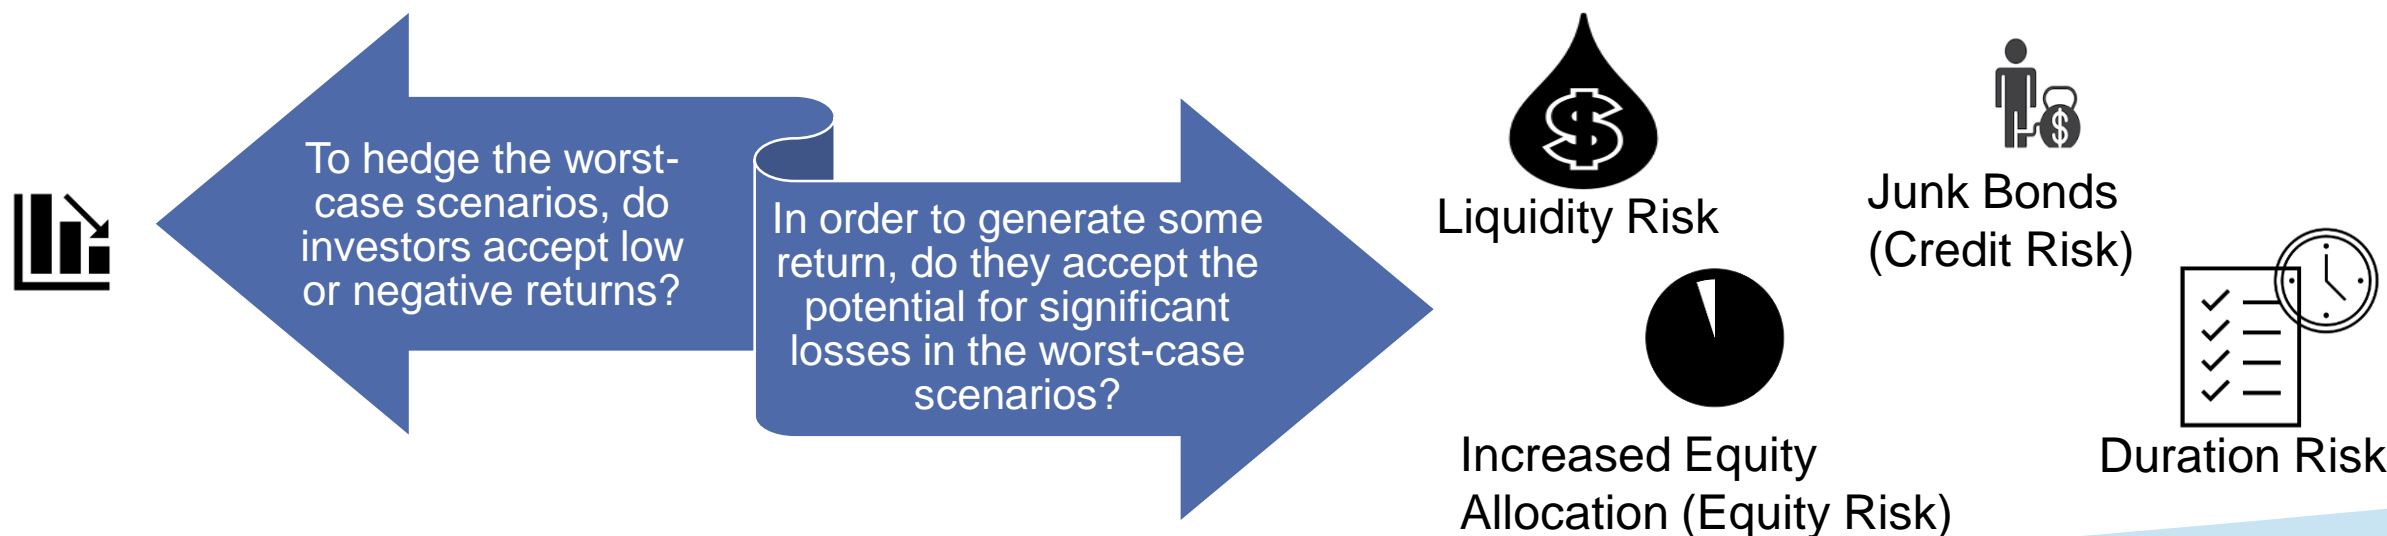 To hedge the worst-
case scenarios, do
investors accept low
or negative returns?
In order to generate some
return, do they accept the
potential for significant
losses in the worst-case
scenarios?
$
Liquidity Risk
$
Junk Bonds
(Credit Risk)
Increased Equity
Allocation (Equity Risk)
Duration Risk